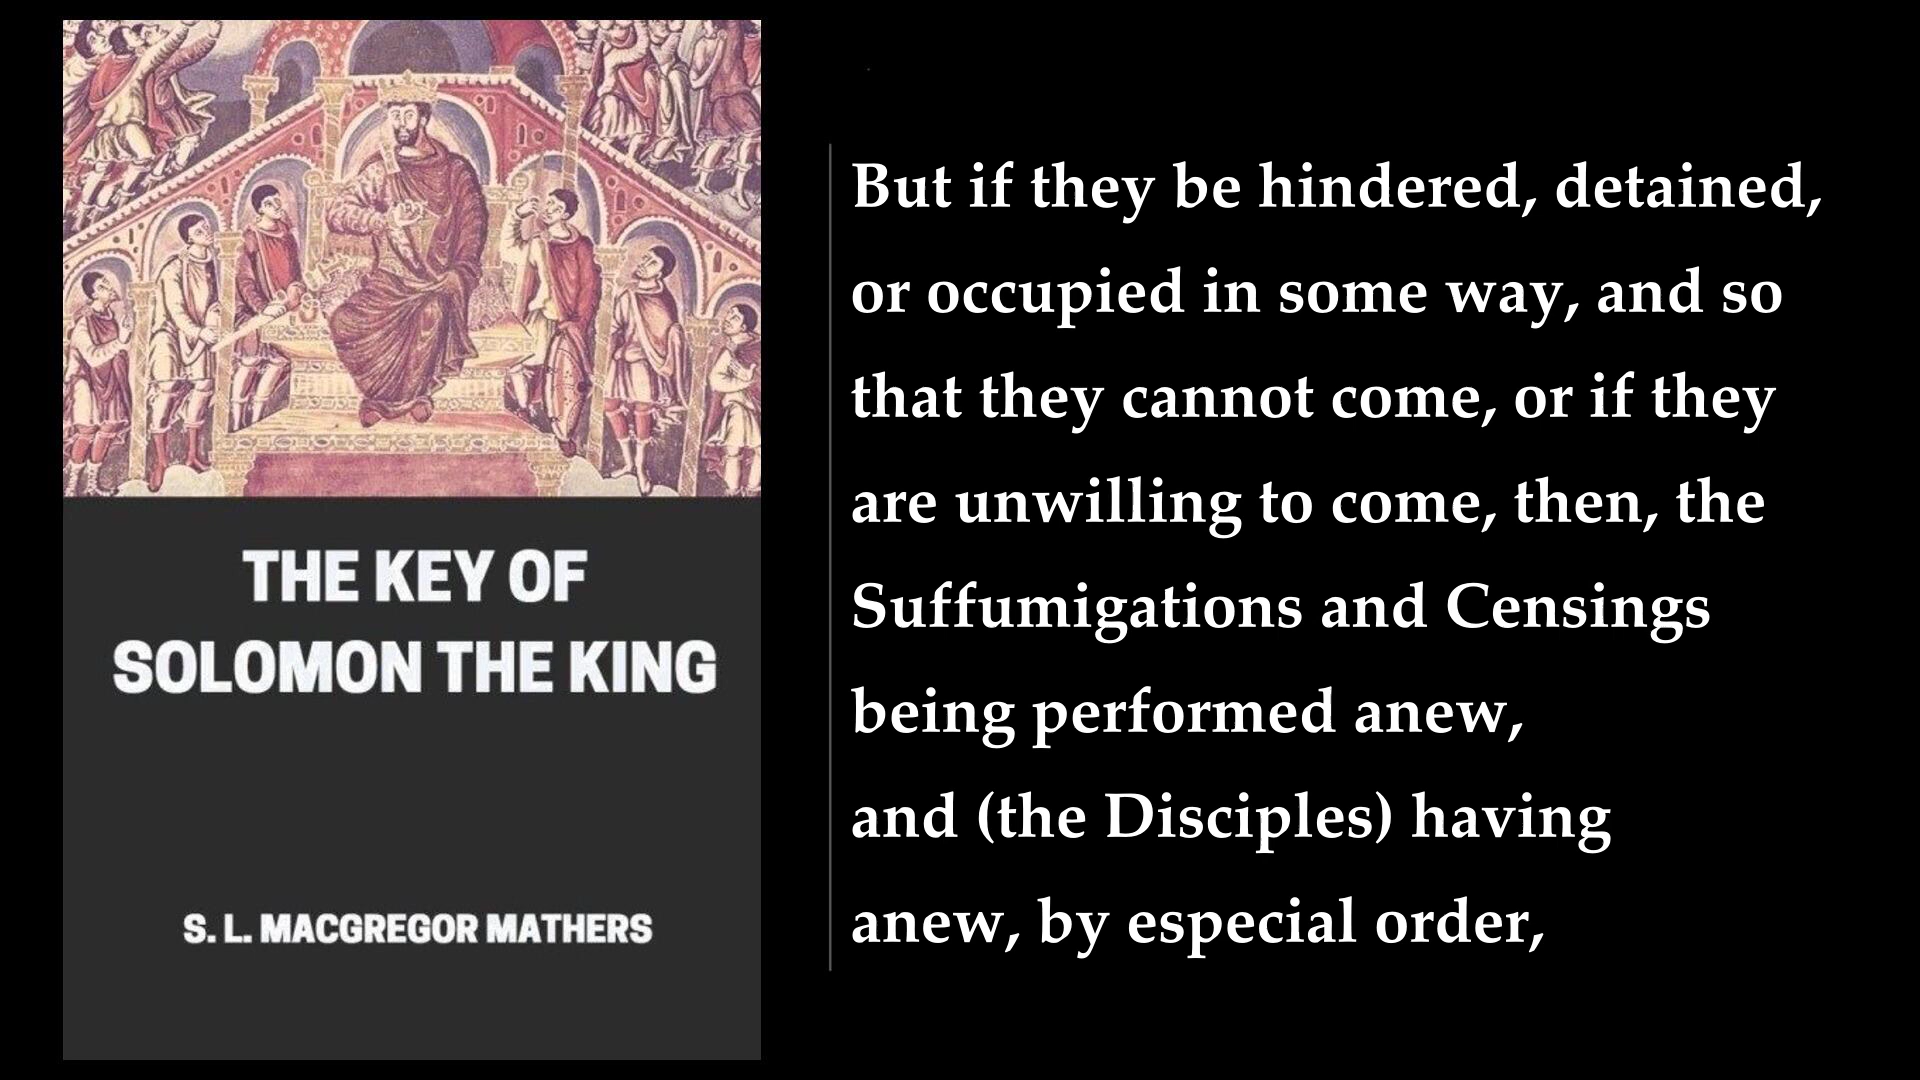 THE KEY OF
SOLOMON THE KING
S. L. MACGREGOR MATHERS
But if they be hindered, detained,
or occupied in some way, and so
that they cannot come, or if they
are unwilling to come, then, the
Suffumigations and Censings
being performed anew,
and (the Disciples) having
anew, by especial order,